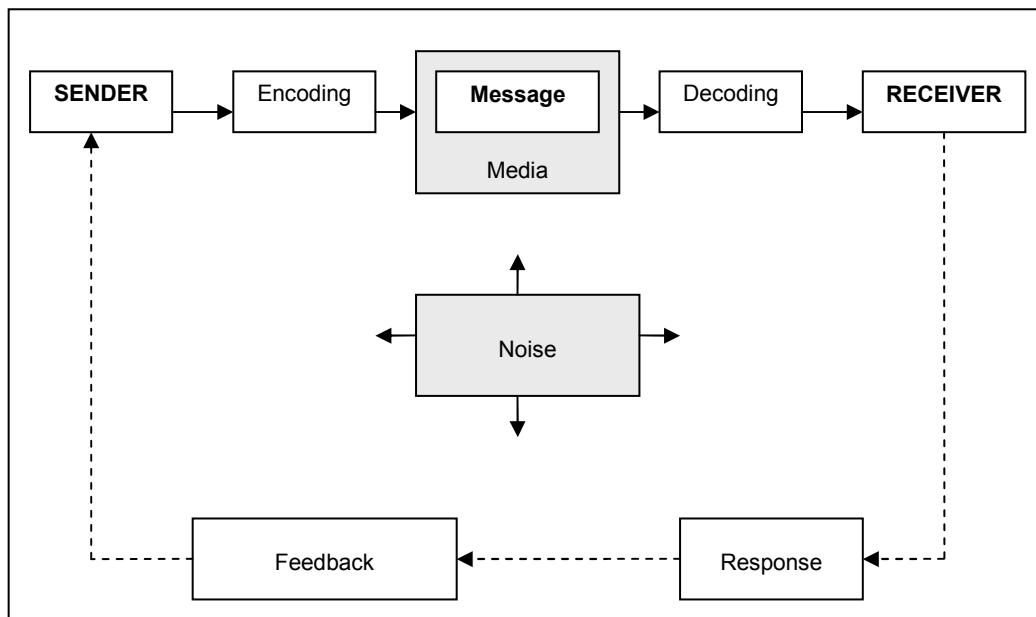 SENDER
Encoding
Message
Media
Decoding
RECEIVER
Noise
Feedback
Response